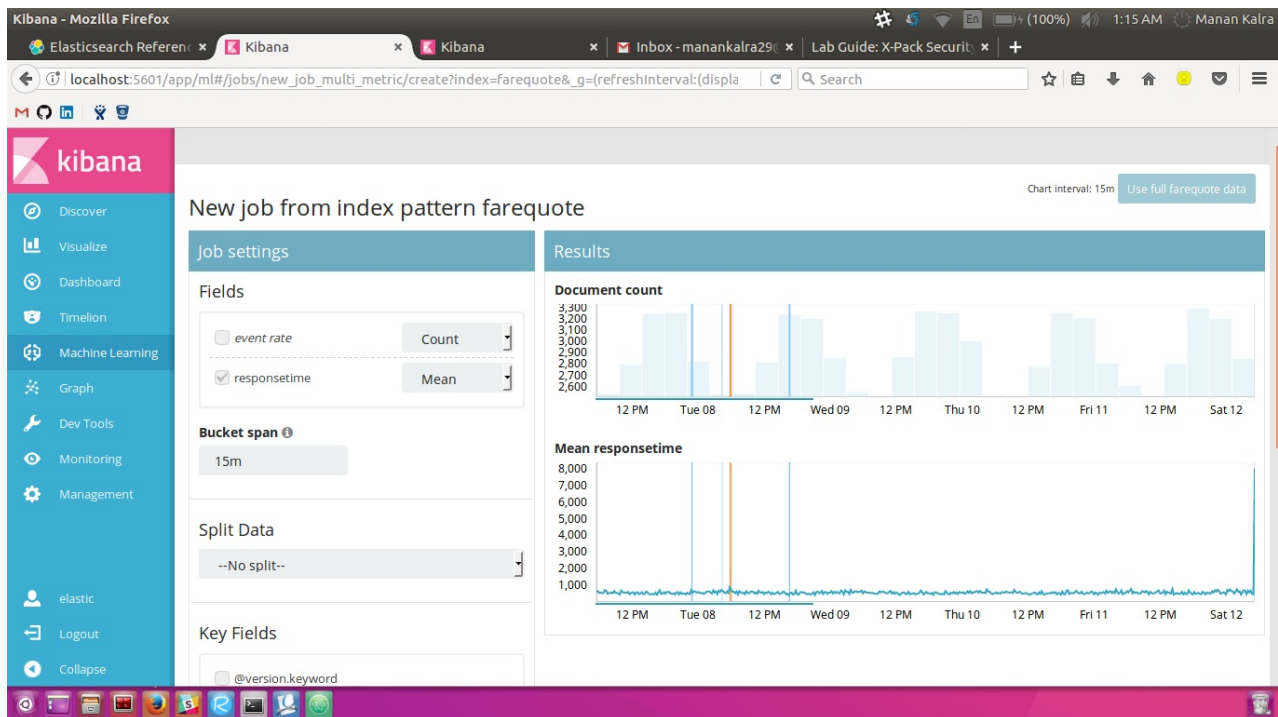 Kibana - Mozilla Firefox
En (100%) 1:15 AM Manan Kalra
Elasticsearch Referenc × Kibana × Kibana × Inbox - manankalra29@ × Lab Guide: X-Pack Securit × +
localhost:5601/app/ml#/jobs/new_job_multi_metric/create?index=farequote&_g=(refreshInterval:(displa Search
kibana
Discover
Visualize
Dashboard
Timelion
Machine Learning
Graph
Dev Tools
Monitoring
Management
elastic
Logout
Collapse
Chart interval: 15m Use full farequote data
New job from index pattern farequote
Job settings
Fields
event rate Count
responsetime Mean
Bucket span
15m
Split Data
--No split--
Key Fields
@version.keyword
Results
Document count
3,300
3,200
3,100
3,000
2,900
2,800
2,700
2,600
12 PM Tue 08 12 PM Wed 09 12 PM Thu 10 12 PM Fri 11 12 PM Sat 12
Mean responsetime
8,000
7,000
6,000
5,000
4,000
3,000
2,000
1,000
12 PM Tue 08 12 PM Wed 09 12 PM Thu 10 12 PM Fri 11 12 PM Sat 12